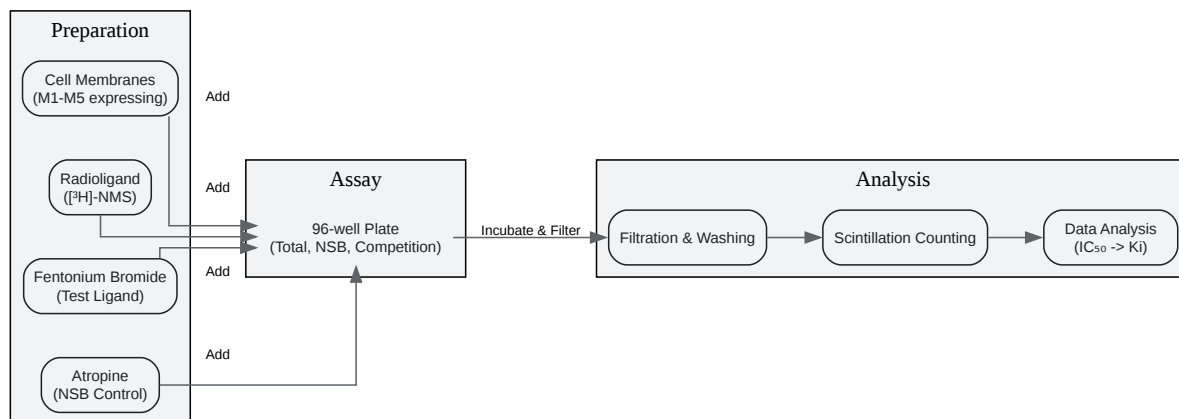 Preparation
Cell Membranes
(M1-M5 expressing)
Add
Radioligand
([³H]-NMS)
Add
Fentonium Bromide
(Test Ligand)
Add
Atropine
(NSB Control)
Add
Assay
96-well Plate
(Total, NSB, Competition)
Incubate & Filter
Analysis
Filtration & Washing
Scintillation Counting
Data Analysis
(IC₅₀ -> Ki)